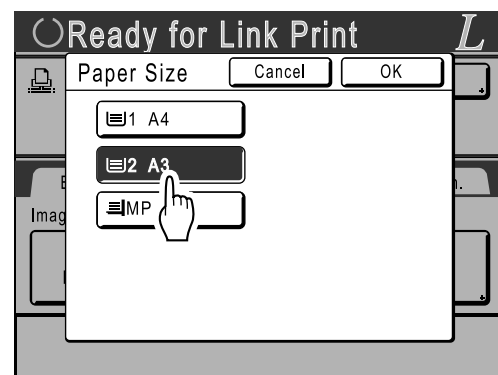 Ready for Link Print L
Paper Size Cancel OK
1 A4
2 A3
MP
Imag